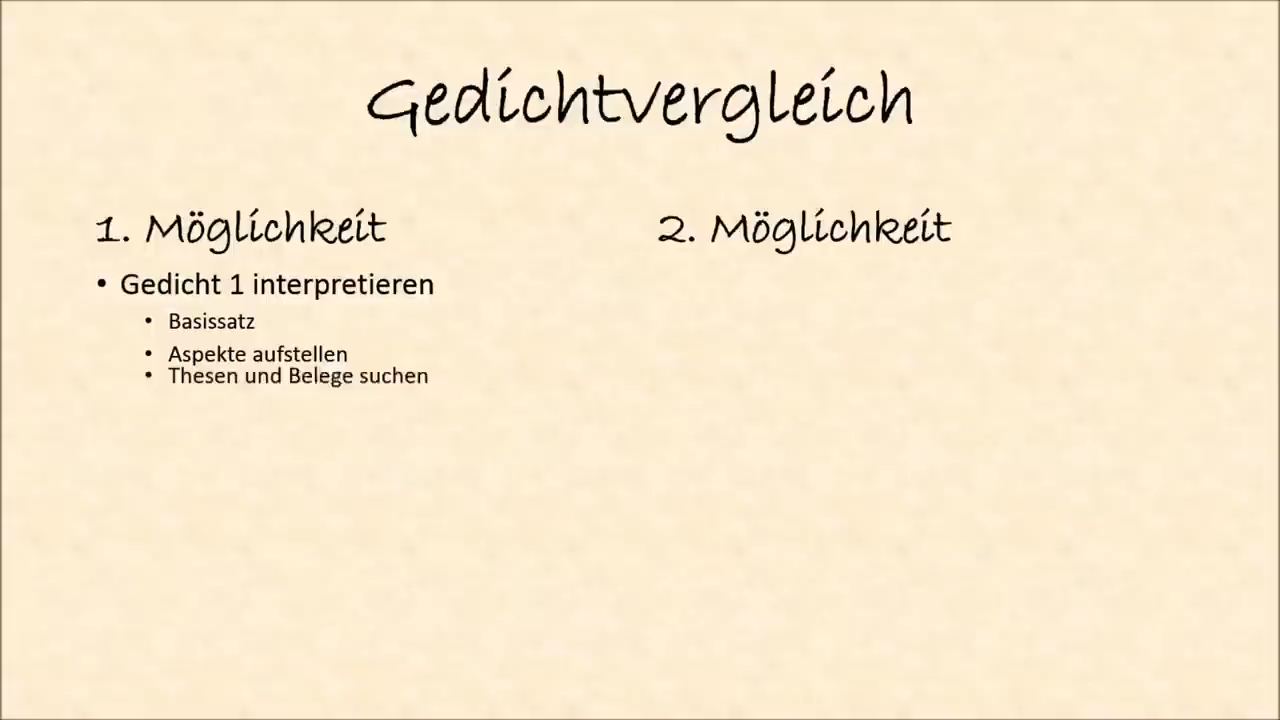 Gedichtvergleich
1. Möglichkeit
• Gedicht 1 interpretieren
• Basissatz
• Aspekte aufstellen
• Thesen und Belege suchen
2. Möglichkeit